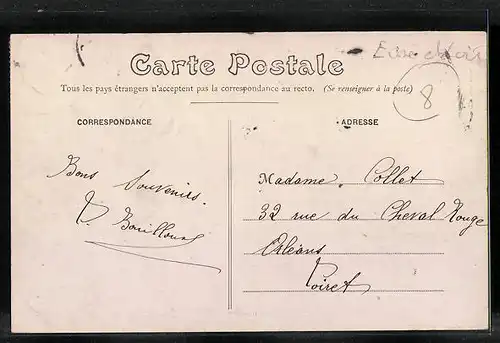 Eure et Loir
Carte Postale
Tous les pays étrangers n'acceptent pas la correspondance au recto. (Se renseigner à la poste)
8
CORRESPONDANCE
Bons Souvenirs.
ADRESSE
Madame Collet
32 rue du Cheval Rouge
Orléans
Loiret